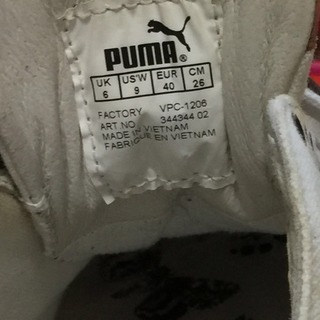 PUMA®
UK US'W EUR CM
6 9 40 26
FACTORY VPC-1206
ART NO 344344 02
MADE IN VIETNAM
FABRIQUE EN VIETNAM